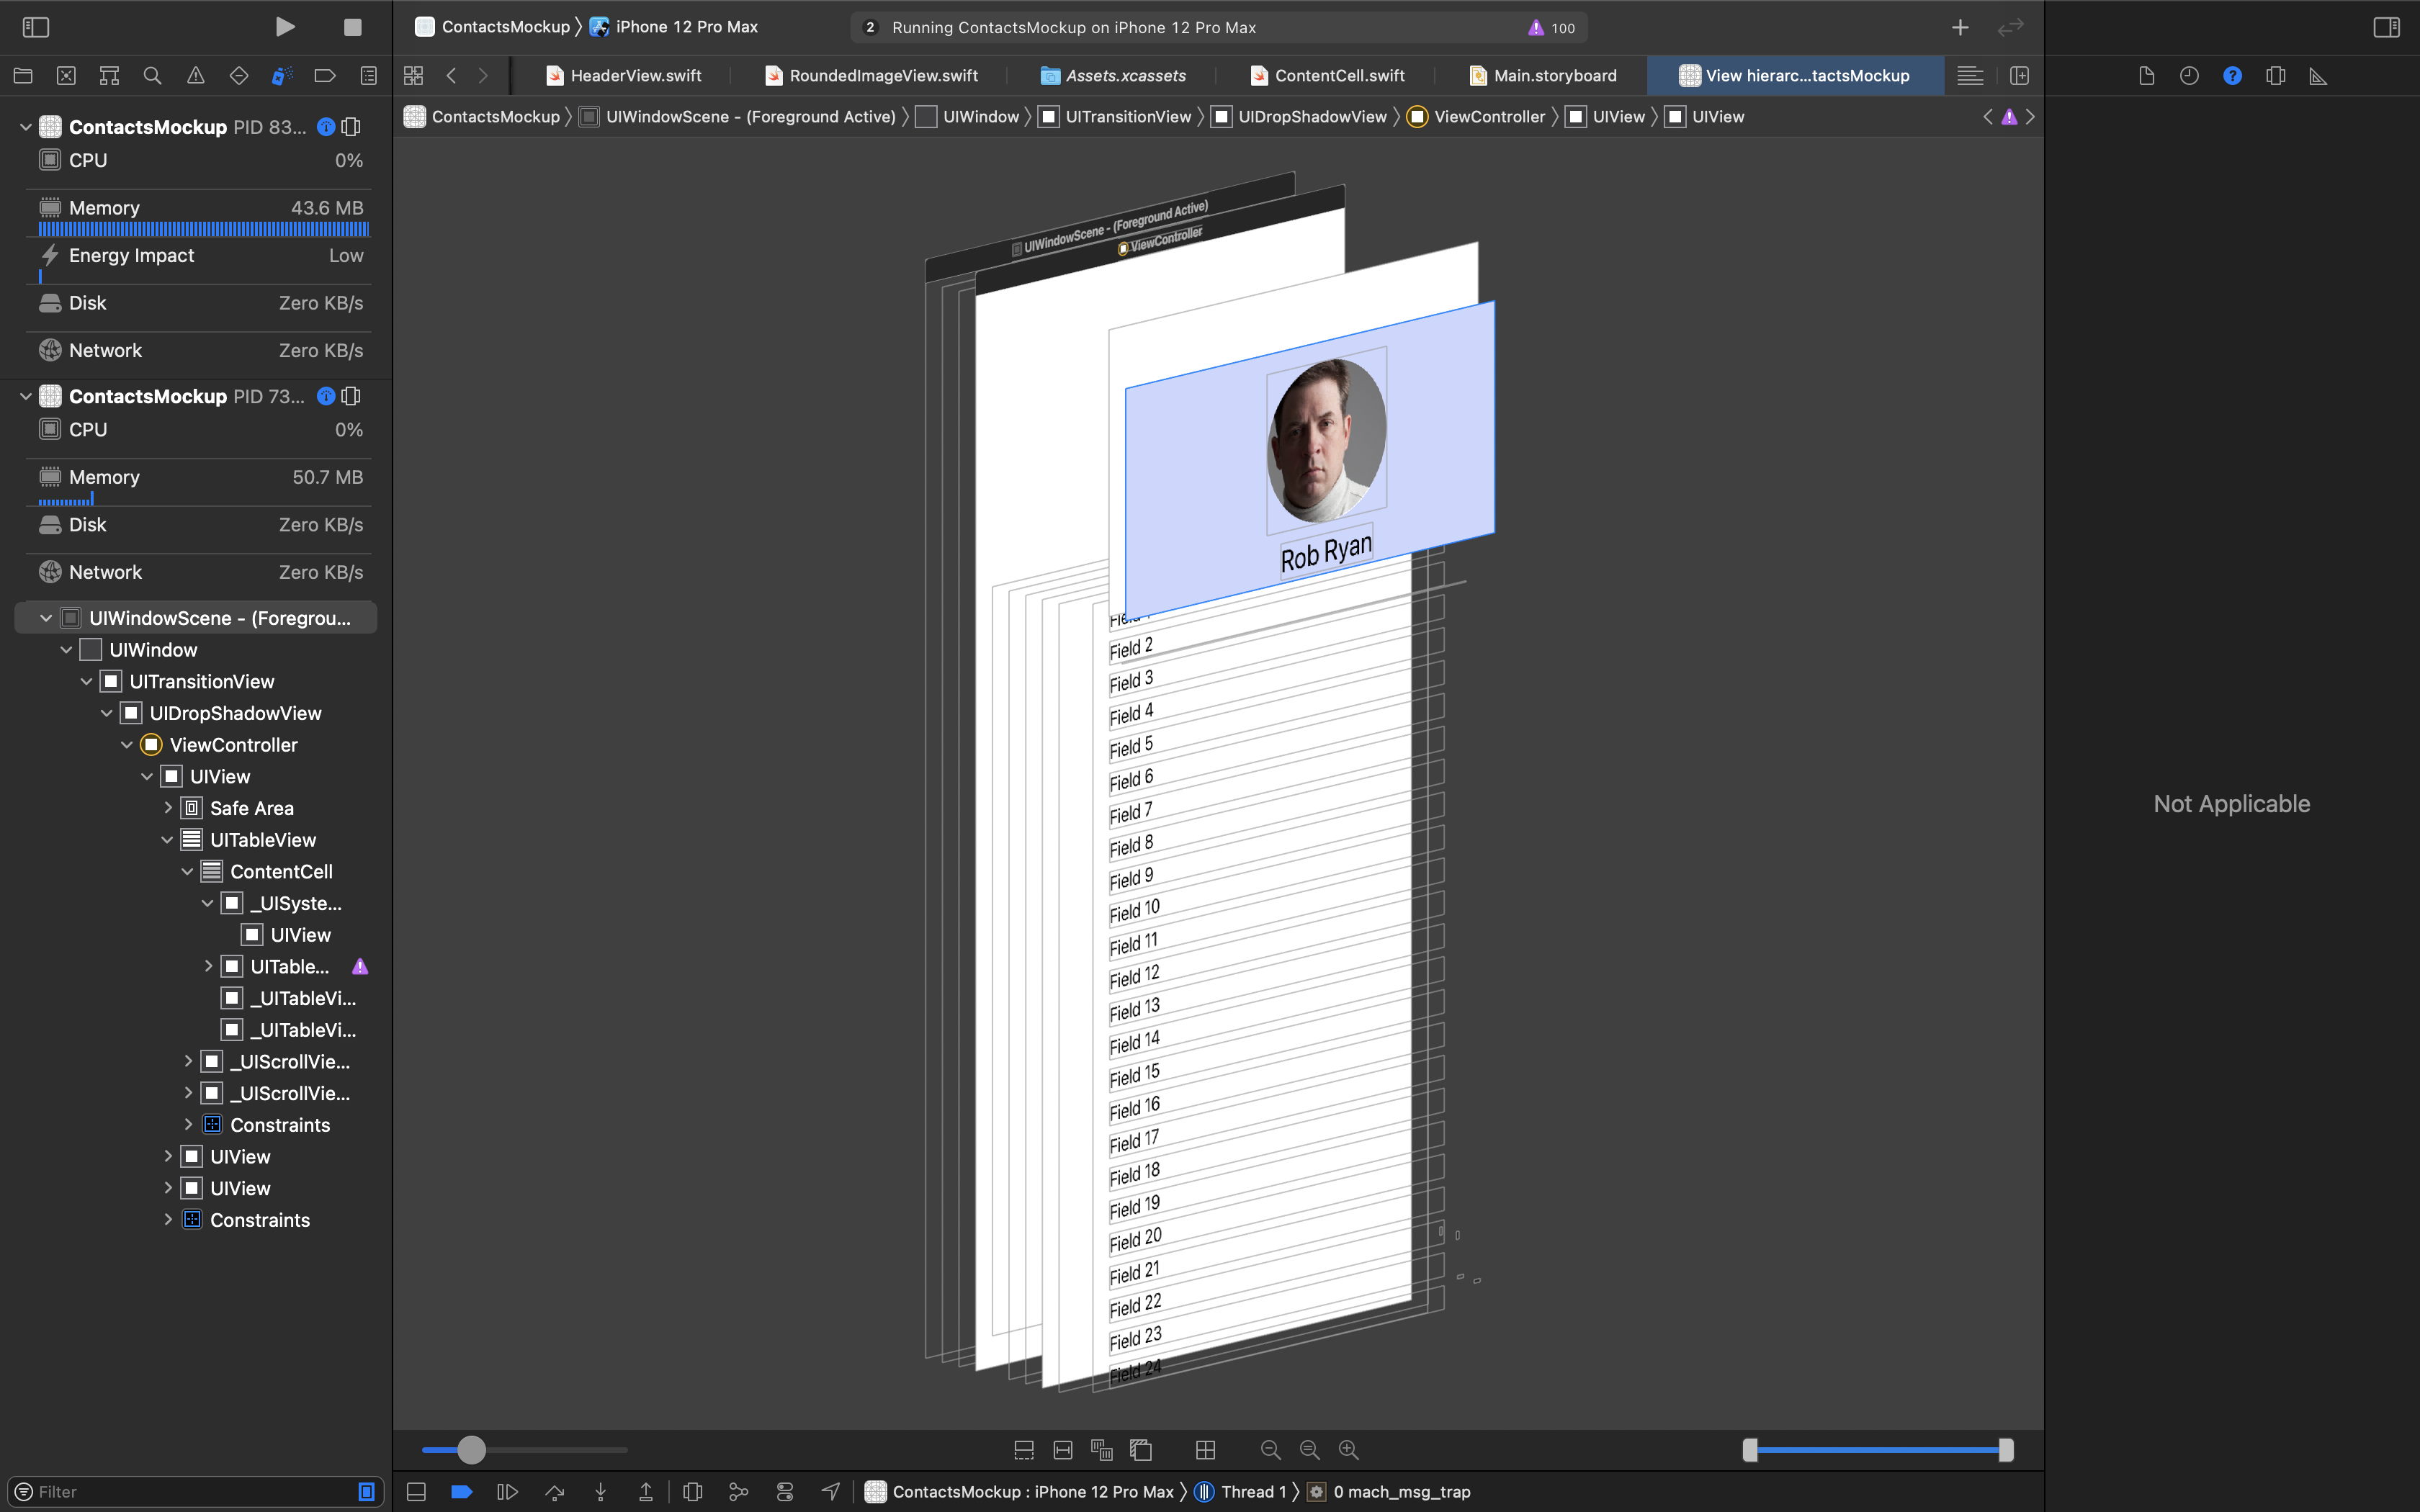 ContactsMockup
iPhone 12 Pro Max
2
Running ContactsMockup on iPhone 12 Pro Max
100
HeaderView.swift
RoundedImageView.swift
Assets.xcassets
ContentCell.swift
Main.storyboard
View hierarc...tactsMockup
ContactsMockup
UIWindowScene - (Foreground Active)
UIWindow
UITransitionView
UIDropShadowView
ViewController
UIView
UIView
ContactsMockup PID 83...
CPU 0%
Memory 43.6 MB
Energy Impact Low
Disk Zero KB/s
Network Zero KB/s
ContactsMockup PID 73...
CPU 0%
Memory 50.7 MB
Disk Zero KB/s
Network Zero KB/s
UIWindowScene - (Foregrou...
UIWindow
UITransitionView
UIDropShadowView
ViewController
UIView
Safe Area
UITableView
ContentCell
_UISyste...
UIView
UITable...
_UITableVi...
_UITableVi...
_UIScrollVie...
_UIScrollVie...
Constraints
UIView
UIView
Constraints
Filter
UIWindowScene - (Foreground Active)
ViewController
Rob Ryan
Field 2
Field 3
Field 4
Field 5
Field 6
Field 7
Field 8
Field 9
Field 10
Field 11
Field 12
Field 13
Field 14
Field 15
Field 16
Field 17
Field 18
Field 19
Field 20
Field 21
Field 22
Field 23
Field 24
Not Applicable
ContactsMockup : iPhone 12 Pro Max
Thread 1
0 mach_msg_trap